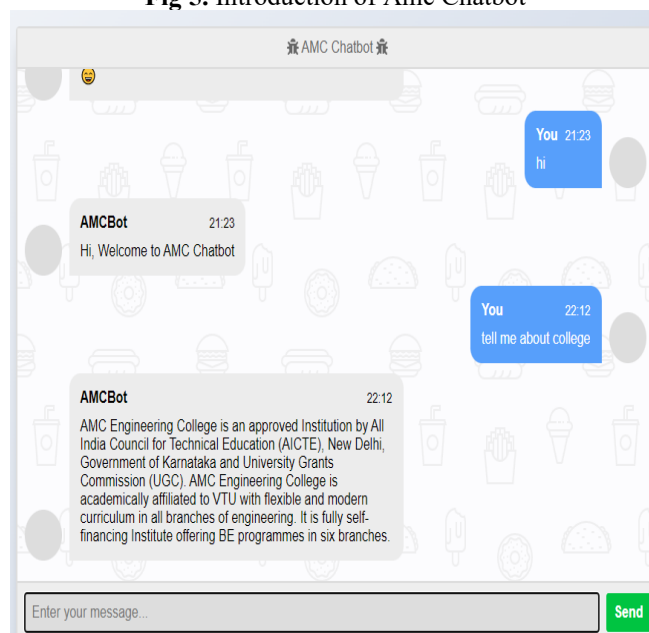 Fig 3. Introduction of Amc Chatbot
AMC Chatbot
You 21:23
hi
AMCBot 21:23
Hi, Welcome to AMC Chatbot
You 22:12
tell me about college
AMCBot 22:12
AMC Engineering College is an approved Institution by All
India Council for Technical Education (AICTE), New Delhi,
Government of Karnataka and University Grants
Commission (UGC). AMC Engineering College is
academically affiliated to VTU with flexible and modern
curriculum in all branches of engineering. It is fully self-
financing Institute offering BE programmes in six branches.
Enter your message...
Send